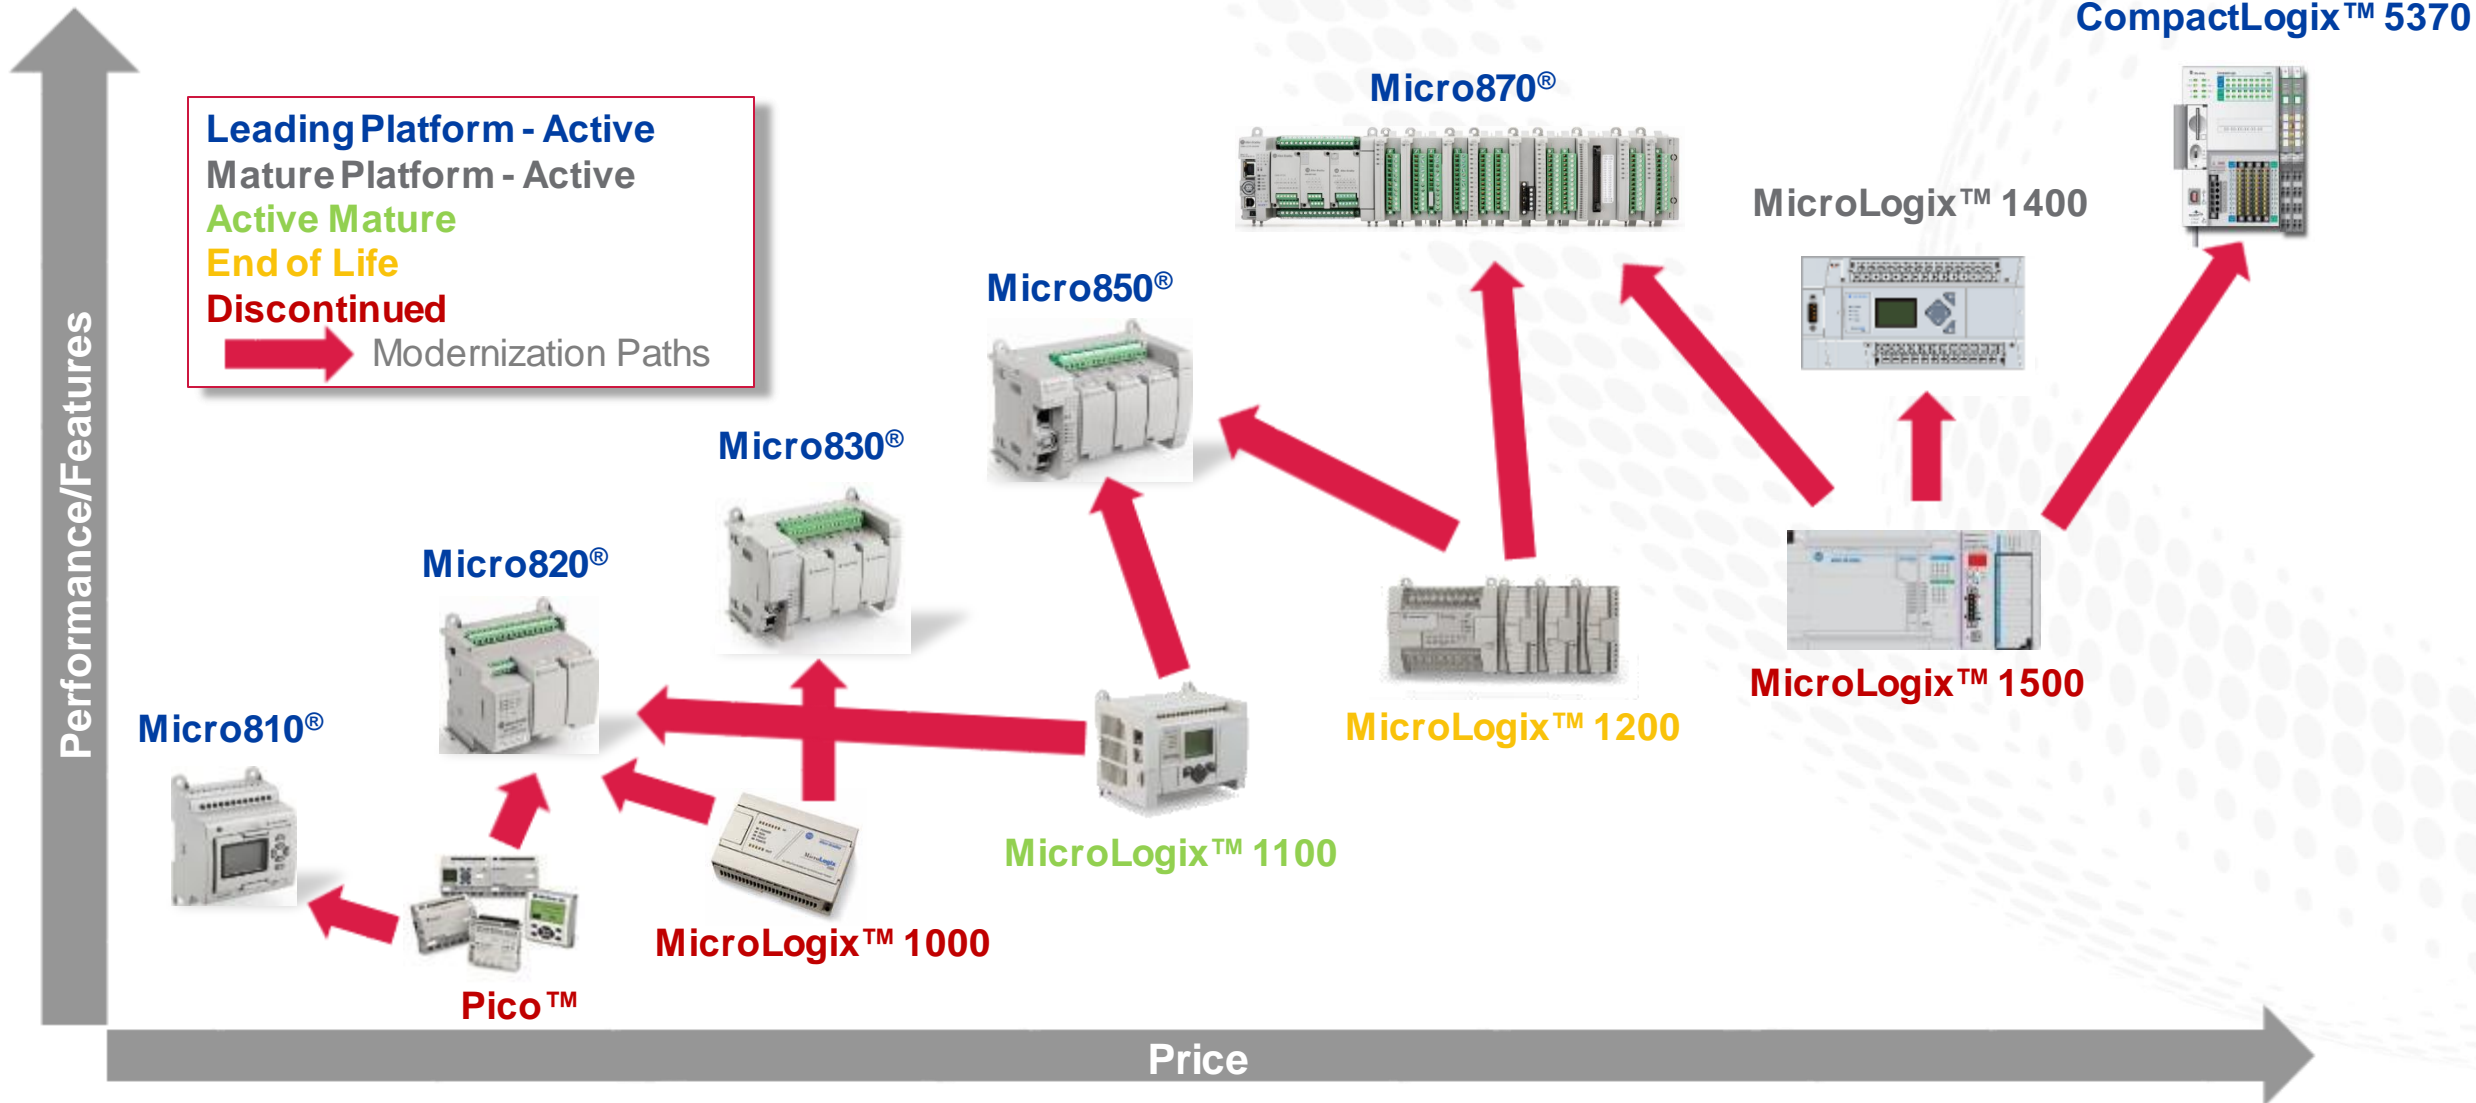 CompactLogix™ 5370
Micro870®
Leading Platform - Active
Mature Platform - Active
Active Mature
End of Life
Discontinued
Modernization Paths
MicroLogix™ 1400
Micro850®
Micro830®
Micro820®
Performance/Features
MicroLogix™ 1500
Micro810®
MicroLogix™ 1200
MicroLogix™ 1100
MicroLogix™ 1000
Pico™
Price